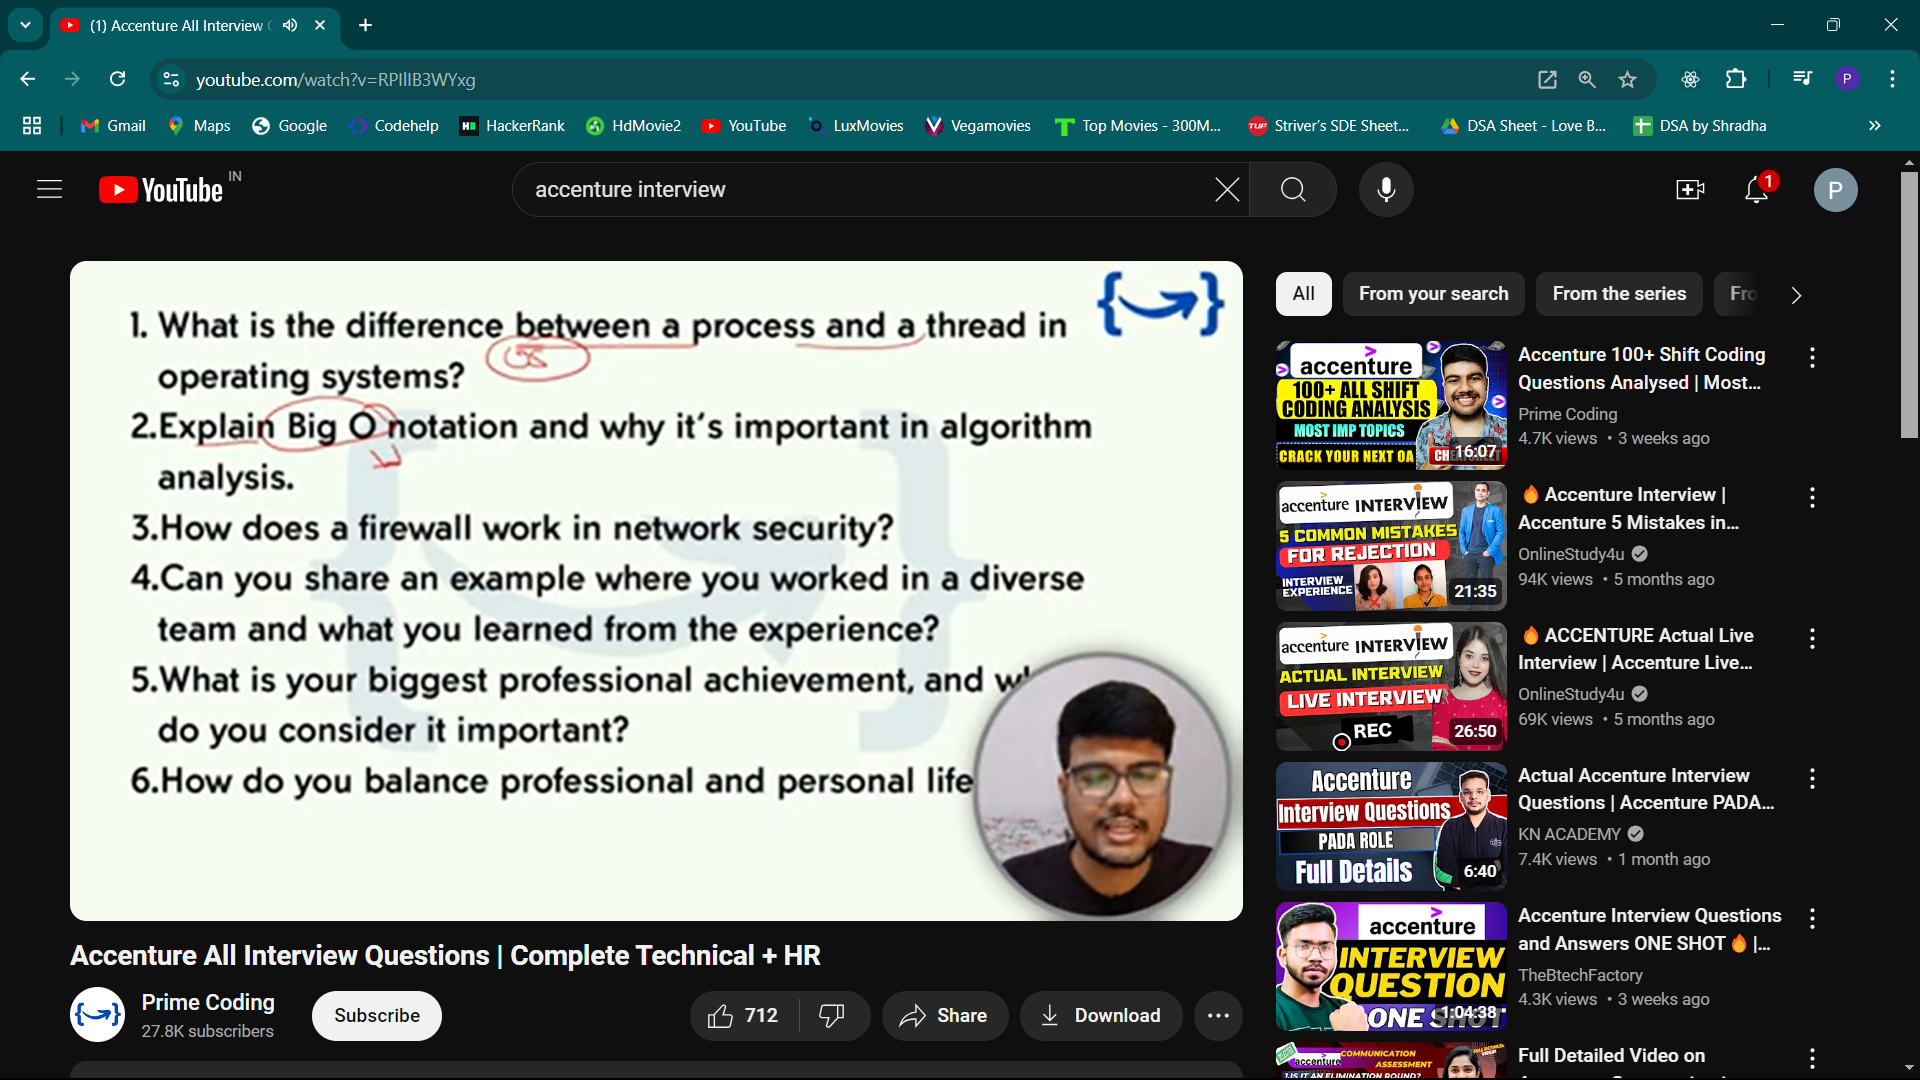 (1) Accenture All Interview
youtube.com/watch?v=RPIlIB3WYxg
P
Gmail
Maps
Google
Codehelp
HackerRank
HdMovie2
YouTube
LuxMovies
Vegamovies
Top Movies - 300M...
Striver's SDE Sheet...
DSA Sheet - Love B...
DSA by Shradha
YouTube IN
accenture interview
1
P
1. What is the difference between a process and a thread in
operating systems?
2.Explain Big O notation and why it's important in algorithm
analysis.
3.How does a firewall work in network security?
4.Can you share an example where you worked in a diverse
team and what you learned from the experience?
5.What is your biggest professional achievement, and
do you consider it important?
6.How do you balance professional and personal life
Accenture All Interview Questions | Complete Technical + HR
Prime Coding
27.8K subscribers
Subscribe
712
Share
Download
All
From your search
From the series
Fro
accenture
100+ ALL SHIFT
CODING ANALYSIS
MOST IMP TOPICS
CRACK YOUR NEXT OA
16:07
Accenture 100+ Shift Coding
Questions Analysed | Most...
Prime Coding
4.7K views • 3 weeks ago
accenture INTERVIEW
5 COMMON MISTAKES
FOR REJECTION
INTERVIEW
EXPERIENCE
21:35
Accenture Interview |
Accenture 5 Mistakes in...
OnlineStudy4u
94K views • 5 months ago
accenture INTERVIEW
ACTUAL INTERVIEW
LIVE INTERVIEW
REC
26:50
ACCENTURE Actual Live
Interview | Accenture Live...
OnlineStudy4u
69K views • 5 months ago
Accenture
Interview Questions
PADA ROLE
Full Details
6:40
Actual Accenture Interview
Questions | Accenture PADA...
KN ACADEMY
7.4K views • 1 month ago
accenture
INTERVIEW
QUESTION
ONE SHOT
1:04:38
Accenture Interview Questions
and Answers ONE SHOT |...
TheBtechFactory
4.3K views • 3 weeks ago
accenture
COMMUNICATION
ASSESSMENT
1.IS IT AN ELIMINATION ROUND?
Full Detailed Video on